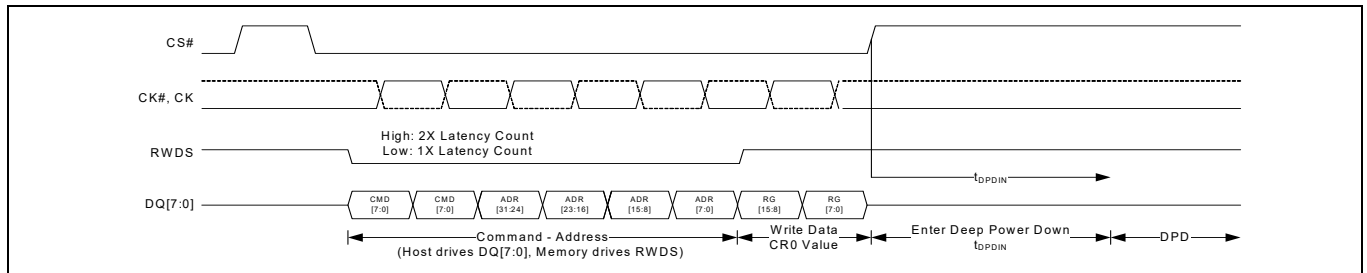 CS#
CK#, CK
High: 2X Latency Count
Low: 1X Latency Count
RWDS
tDPDIN
DQ[7:0]
CMD [7:0] CMD [7:0] ADR [31:24] ADR [23:16] ADR [15:8] ADR [7:0] RG [15:8] RG [7:0]
Command - Address
(Host drives DQ[7:0], Memory drives RWDS)
Write Data
CR0 Value
Enter Deep Power Down
tDPDIN
DPD